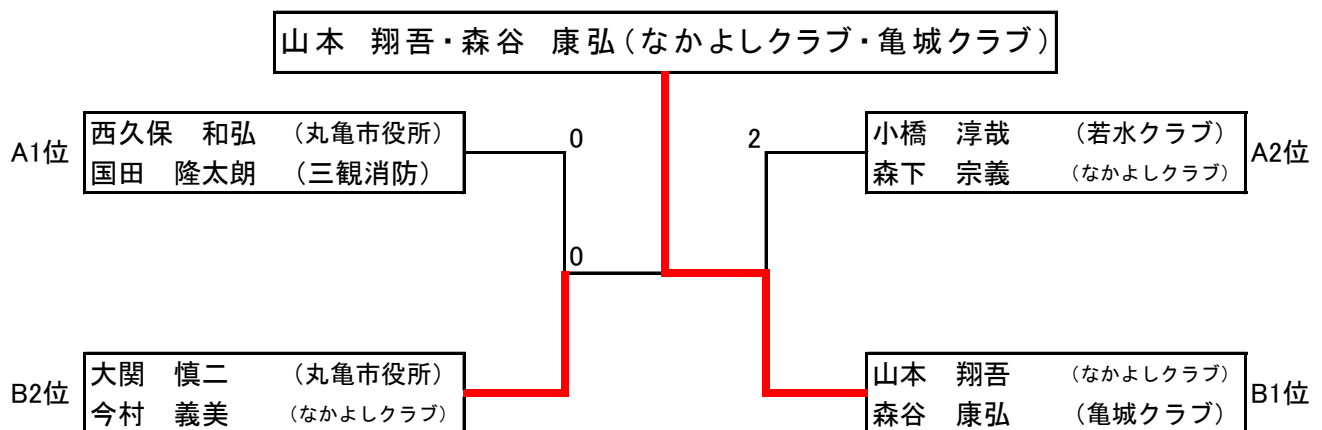 山本　翔吾・森谷　康弘（なかよしクラブ・亀城クラブ）
A1位
西久保　和弘　（丸亀市役所）
国田　隆太朗　（三観消防）
0
2
小橋　淳哉　（若水クラブ）
森下　宗義　（なかよしクラブ）
A2位
0
B2位
大関　慎二　（丸亀市役所）
今村　義美　（なかよしクラブ）
山本　翔吾　（なかよしクラブ）
森谷　康弘　（亀城クラブ）
B1位